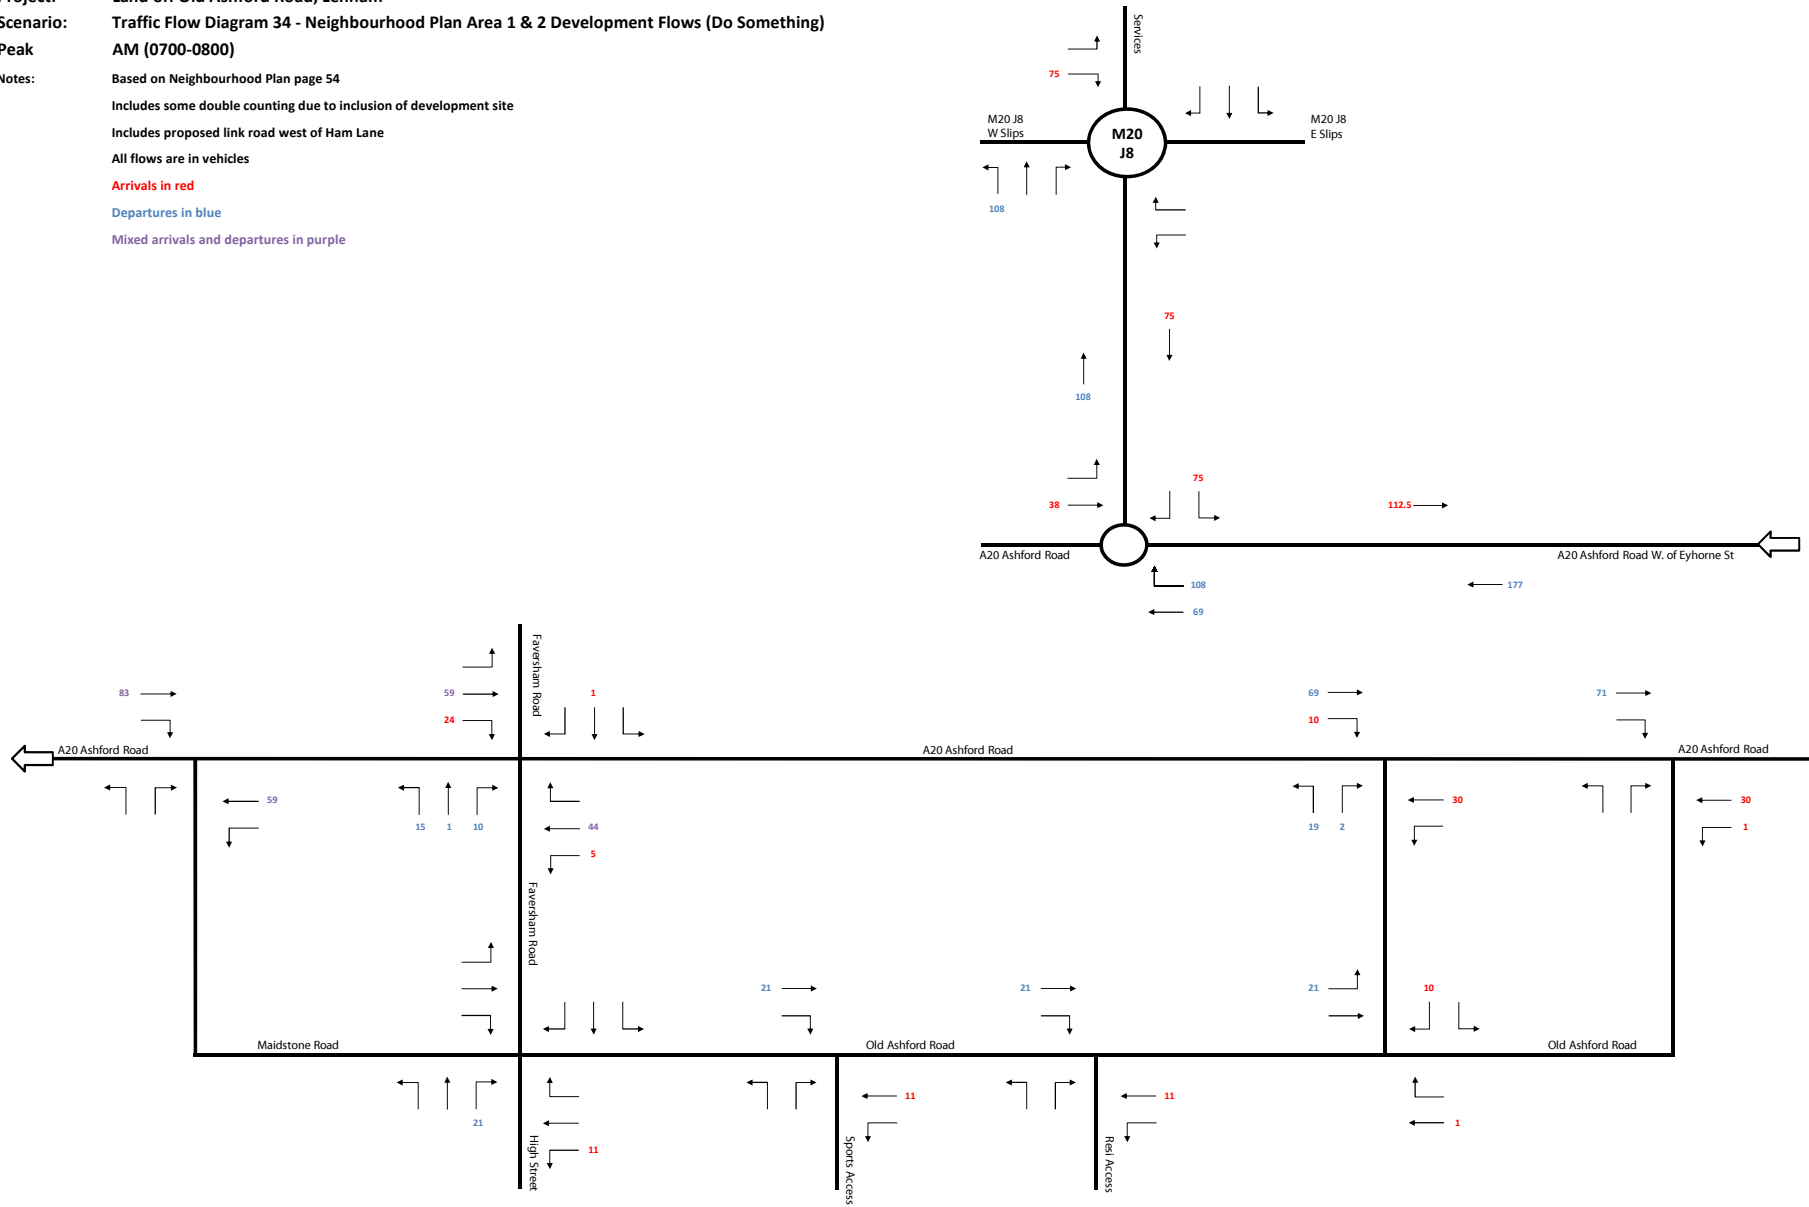 Project: Land off Old Ashford Road, Lenham
Scenario: Traffic Flow Diagram 34 - Neighbourhood Plan Area 1 & 2 Development Flows (Do Something)
Peak AM (0700-0800)
Notes: Based on Neighbourhood Plan page 54
Includes some double counting due to inclusion of development site
Includes proposed link road west of Ham Lane
All flows are in vehicles
Arrivals in red
Departures in blue
Mixed arrivals and departures in purple
Services
75
M20 J8
W Slips
M20
J8
M20 J8
E Slips
108
75
108
75
38
112.5
A20 Ashford Road
A20 Ashford Road W. of Eyhorne St
108
177
69
Faversham Road
83
59
1
69
71
24
10
A20 Ashford Road
A20 Ashford Road
A20 Ashford Road
59
30
30
15
1
10
44
19
2
1
5
Faversham Road
21
21
21
10
Maidstone Road
Old Ashford Road
Old Ashford Road
11
11
21
1
11
High Street
Sports Access
Resi Access